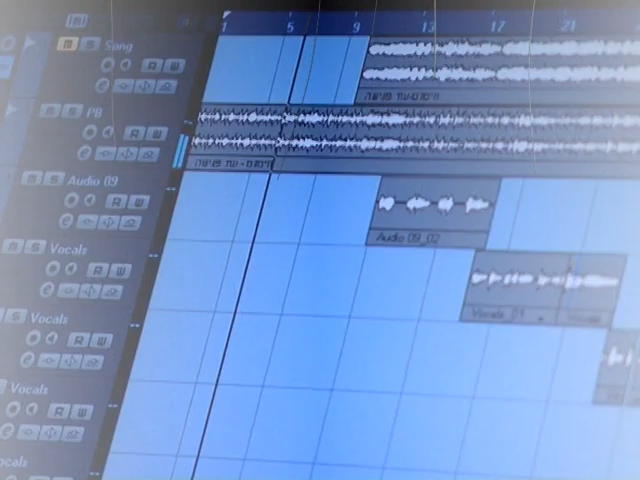 1 5 9 13 17 21
M S Song
R W
M S PB
R W
M S Audio 09
R W
Audio 09_02
M S Vocals
R W
Vocals_01
S Vocals
R W
Vocals
R W
ocals